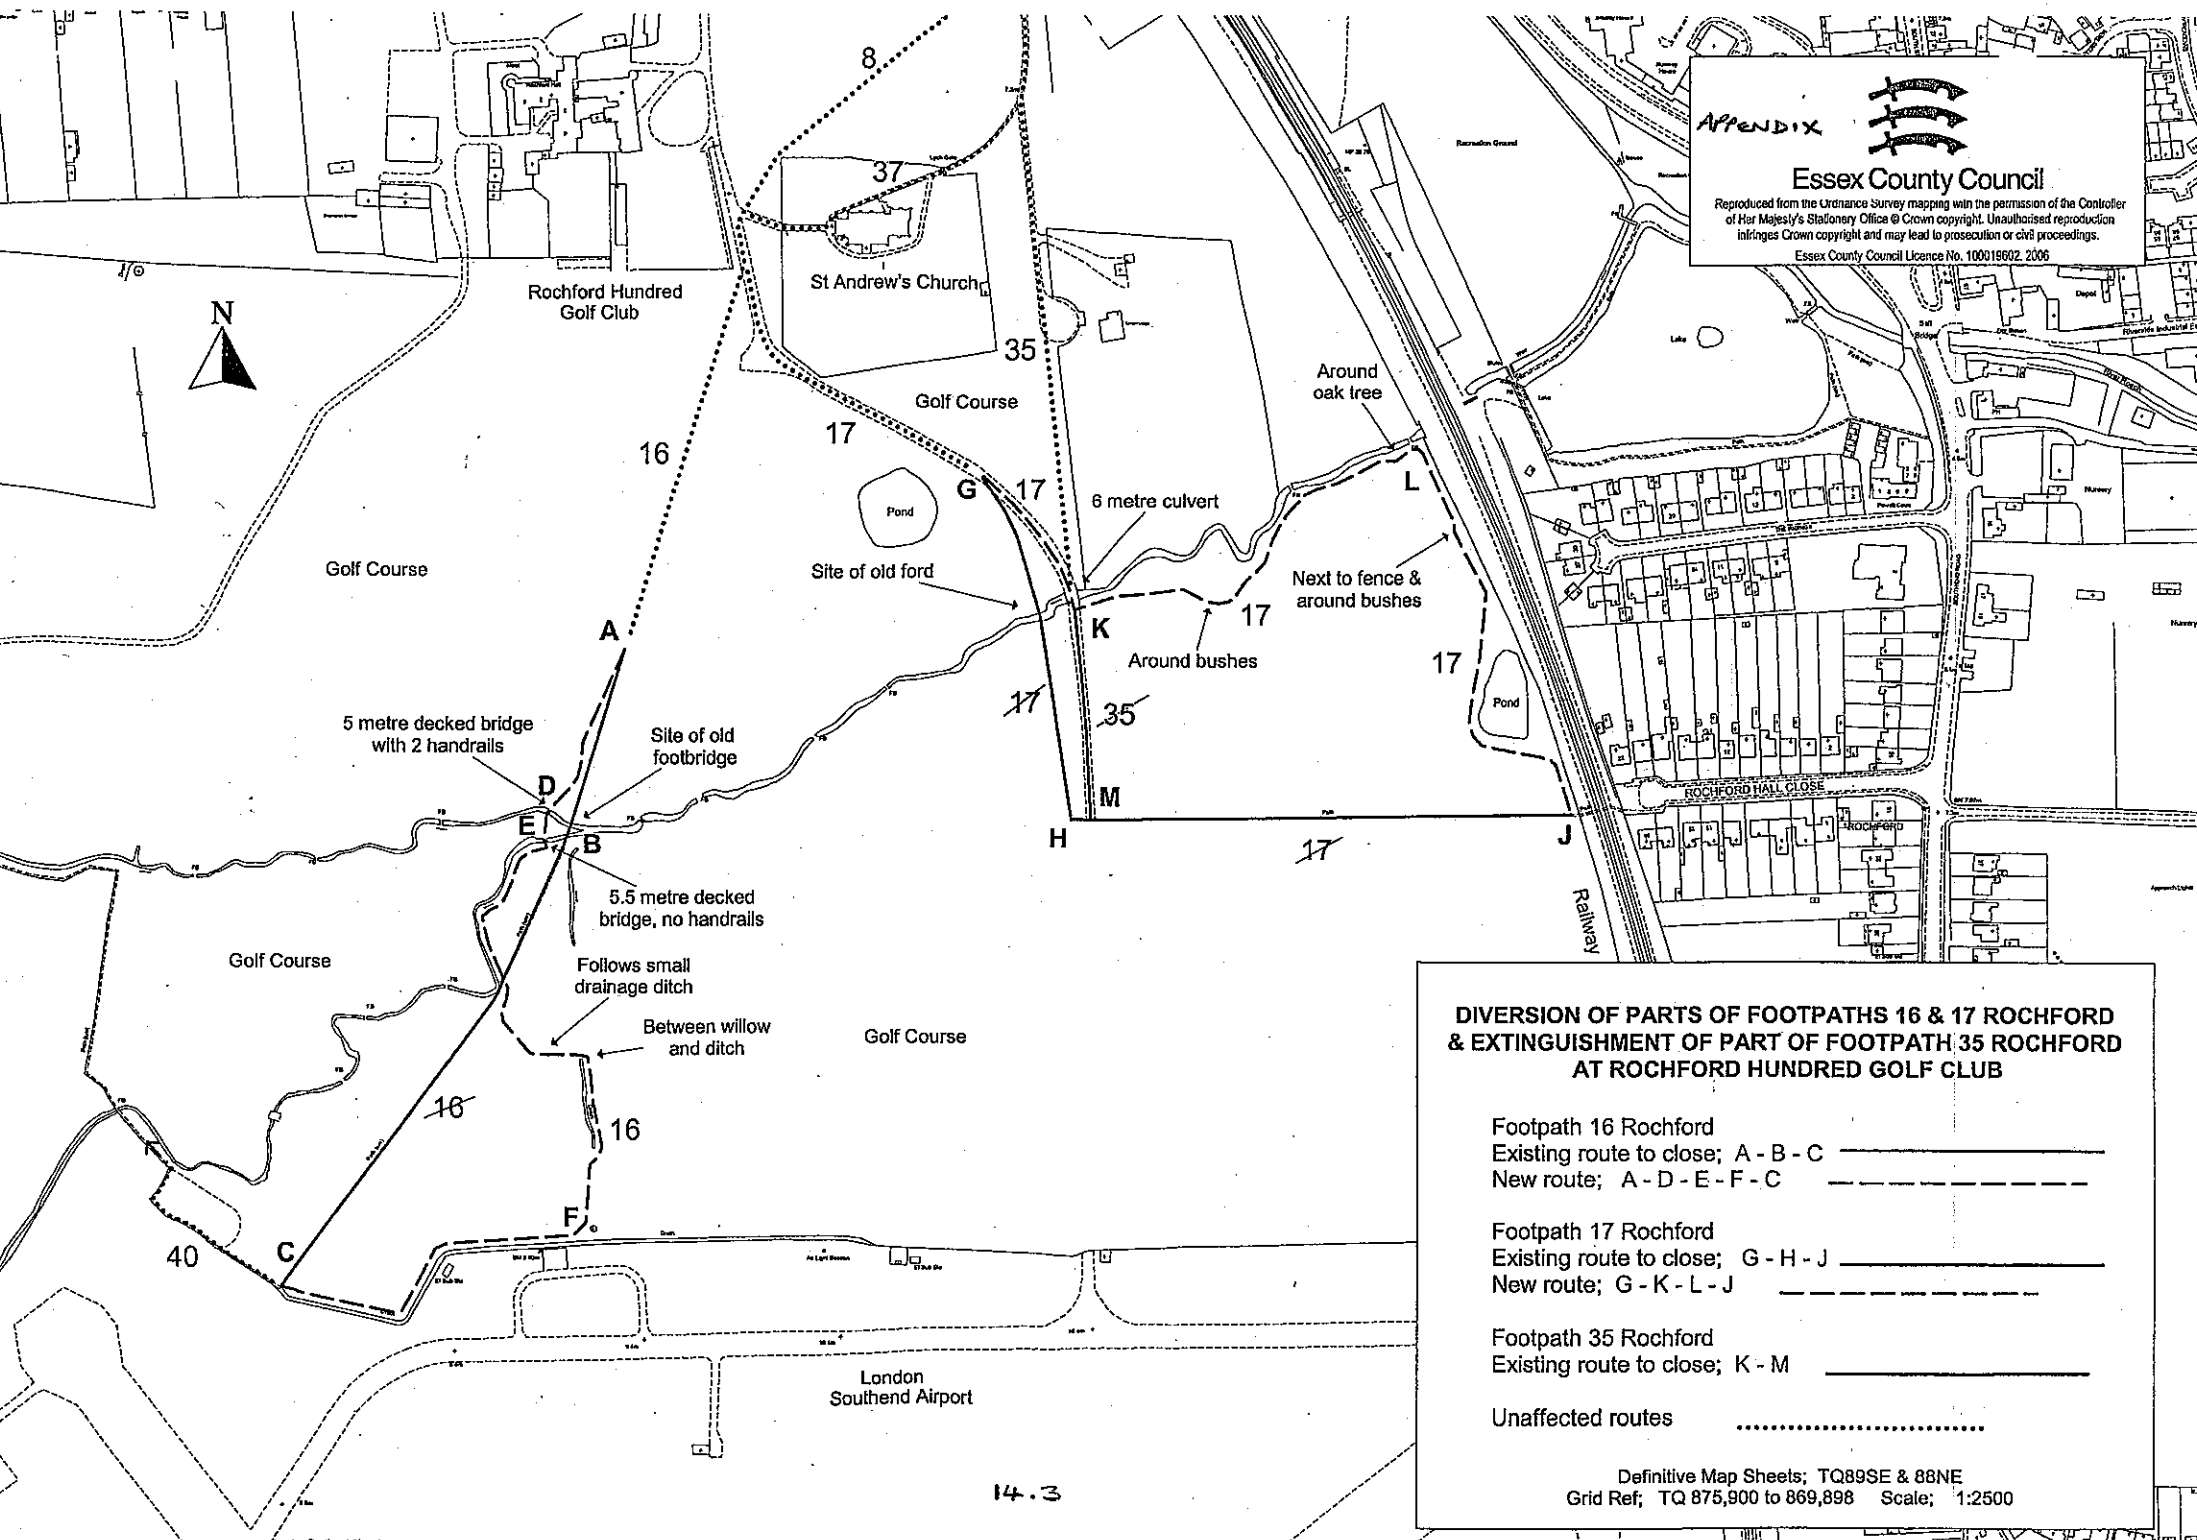 8
APPENDIX
Essex County Council
Reproduced from the Ordnance Survey mapping with the permission of the Controller
of Her Majesty's Stationery Office © Crown copyright. Unauthorised reproduction
infringes Crown copyright and may lead to prosecution or civil proceedings.
Essex County Council Licence No. 100019602, 2006
Recreation Ground
37
St Andrew's Church
Rochford Hundred
Golf Club
N
35
Lake
Depot
Around
oak tree
Golf Course
17
16
G
17
L
Pond
6 metre culvert
Nursery
Golf Course
Site of old ford
Next to fence &
around bushes
17
A
K
Around bushes
17
Pond
17
35
5 metre decked bridge
with 2 handrails
Site of old
footbridge
D
E
B
M
H
J
Path
17
ROCHFORD HALL CLOSE
ROCHFORD
5.5 metre decked
bridge, no handrails
Railway
Golf Course
Follows small
drainage ditch
Between willow
and ditch
Golf Course
16
16
F
C
40
London
Southend Airport
14.3
DIVERSION OF PARTS OF FOOTPATHS 16 & 17 ROCHFORD
& EXTINGUISHMENT OF PART OF FOOTPATH 35 ROCHFORD
AT ROCHFORD HUNDRED GOLF CLUB
Footpath 16 Rochford
Existing route to close; A - B - C
New route; A - D - E - F - C
Footpath 17 Rochford
Existing route to close; G - H - J
New route; G - K - L - J
Footpath 35 Rochford
Existing route to close; K - M
Unaffected routes
Definitive Map Sheets; TQ89SE & 88NE
Grid Ref; TQ 875,900 to 869,898 Scale; 1:2500